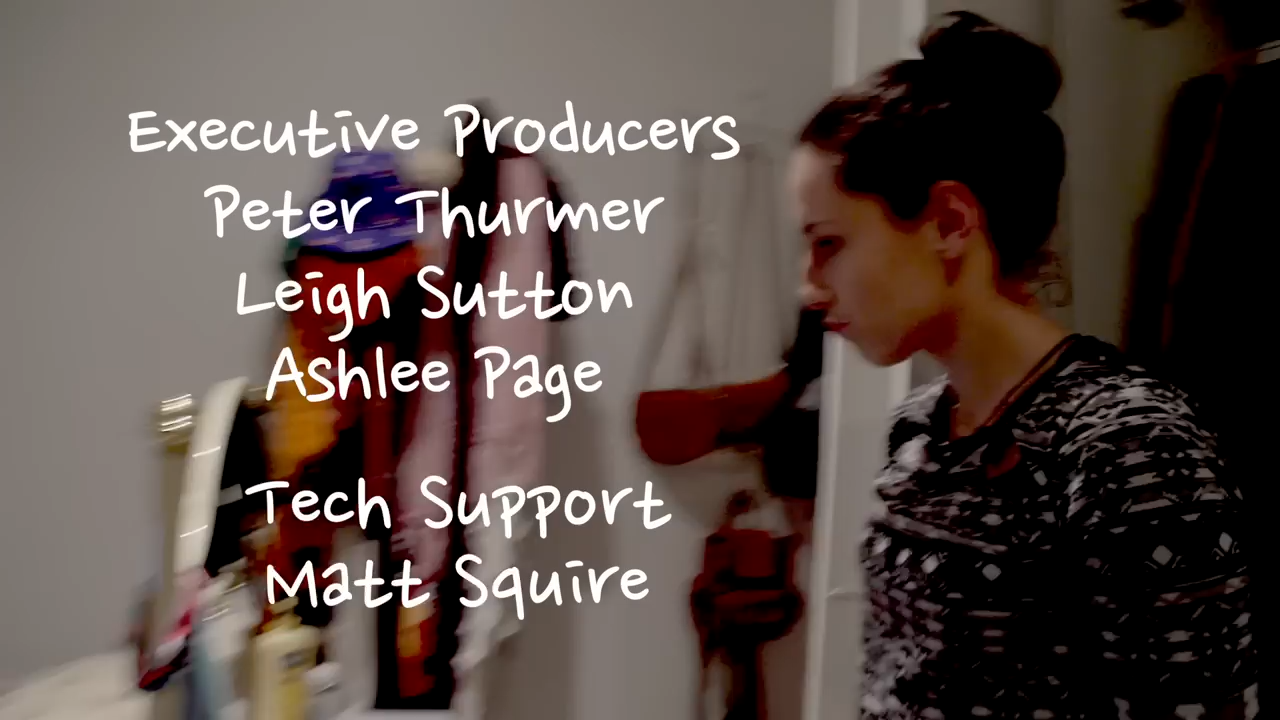 Executive Producers
Peter Thurmer
Leigh Sutton
Ashlee Page
Tech Support
Matt Squire